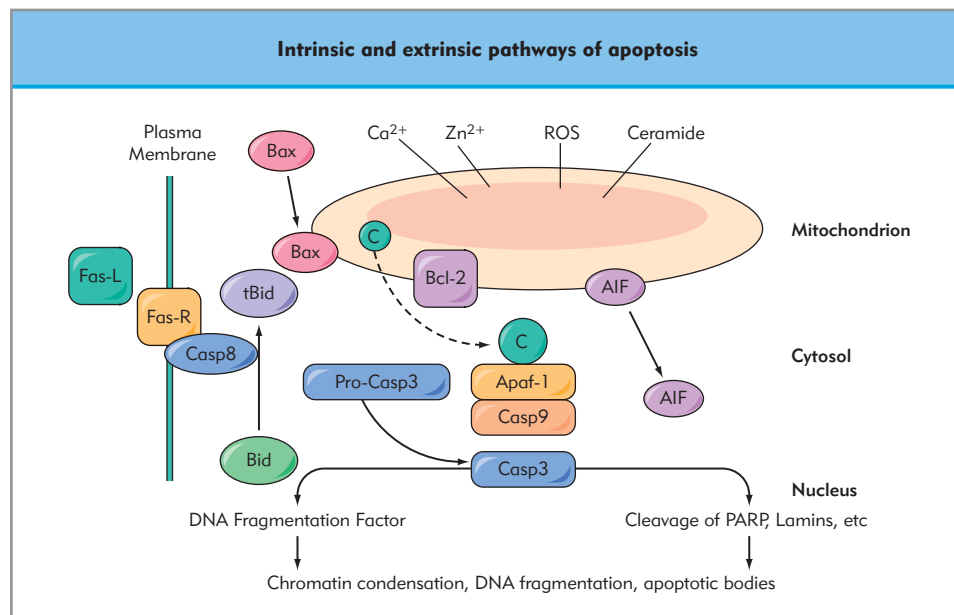 Intrinsic and extrinsic pathways of apoptosis
Plasma
Membrane
Bax
Ca2+
Zn2+
ROS
Ceramide
Mitochondrion
C
Bax
Fas-L
tBid
Bcl-2
AIF
Fas-R
Casp8
C
Cytosol
Pro-Casp3
Apaf-1
AIF
Casp9
Bid
Casp3
Nucleus
DNA Fragmentation Factor
Cleavage of PARP, Lamins, etc
Chromatin condensation, DNA fragmentation, apoptotic bodies